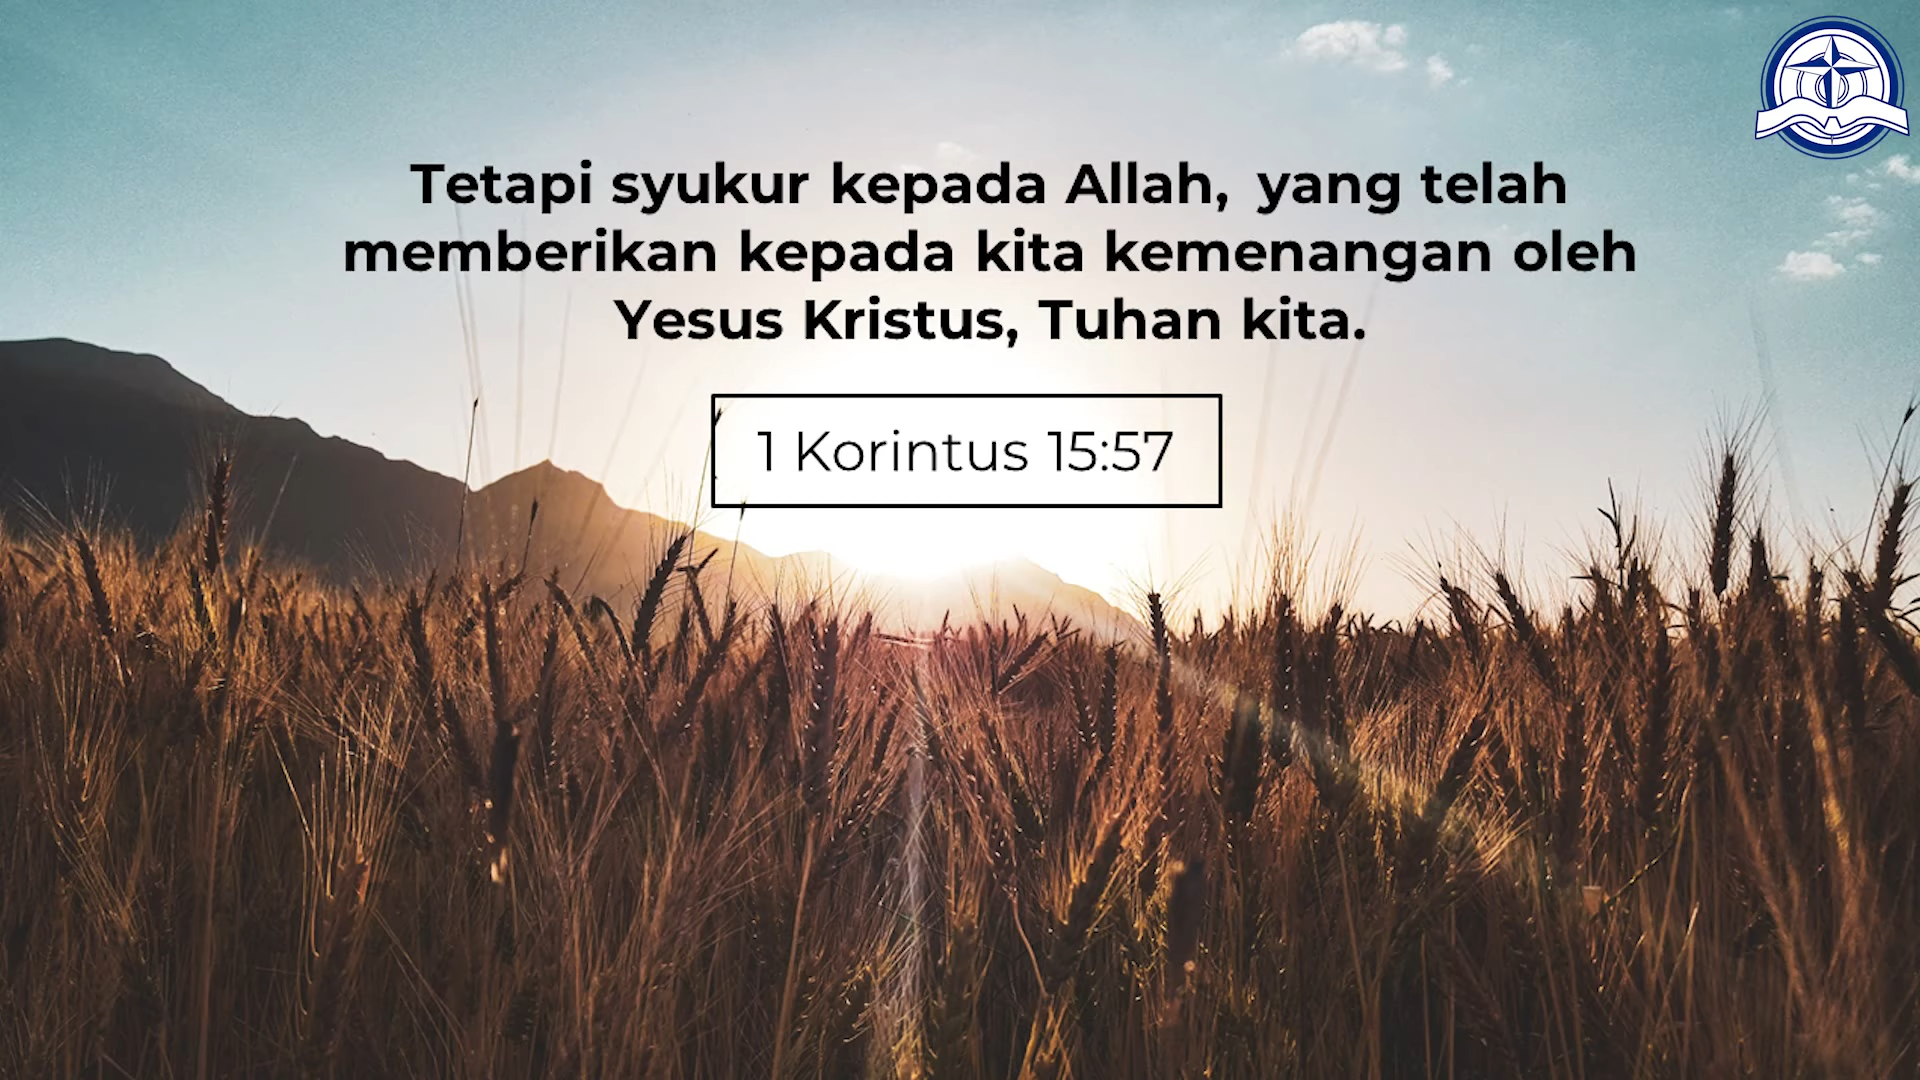 Tetapi syukur kepada Allah, yang telah
memberikan kepada kita kemenangan oleh
Yesus Kristus, Tuhan kita.
1 Korintus 15:57